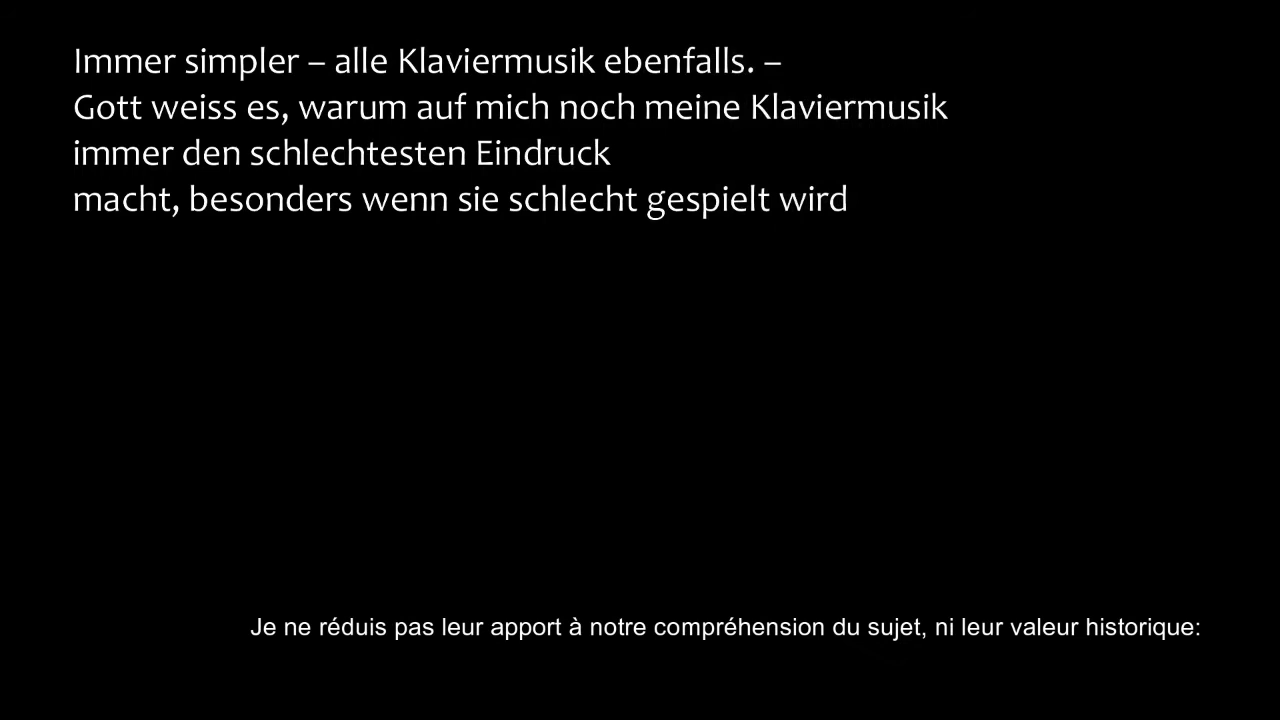 Immer simpler – alle Klaviermusik ebenfalls. –
Gott weiss es, warum auf mich noch meine Klaviermusik
immer den schlechtesten Eindruck
macht, besonders wenn sie schlecht gespielt wird
Je ne réduis pas leur apport à notre compréhension du sujet, ni leur valeur historique: